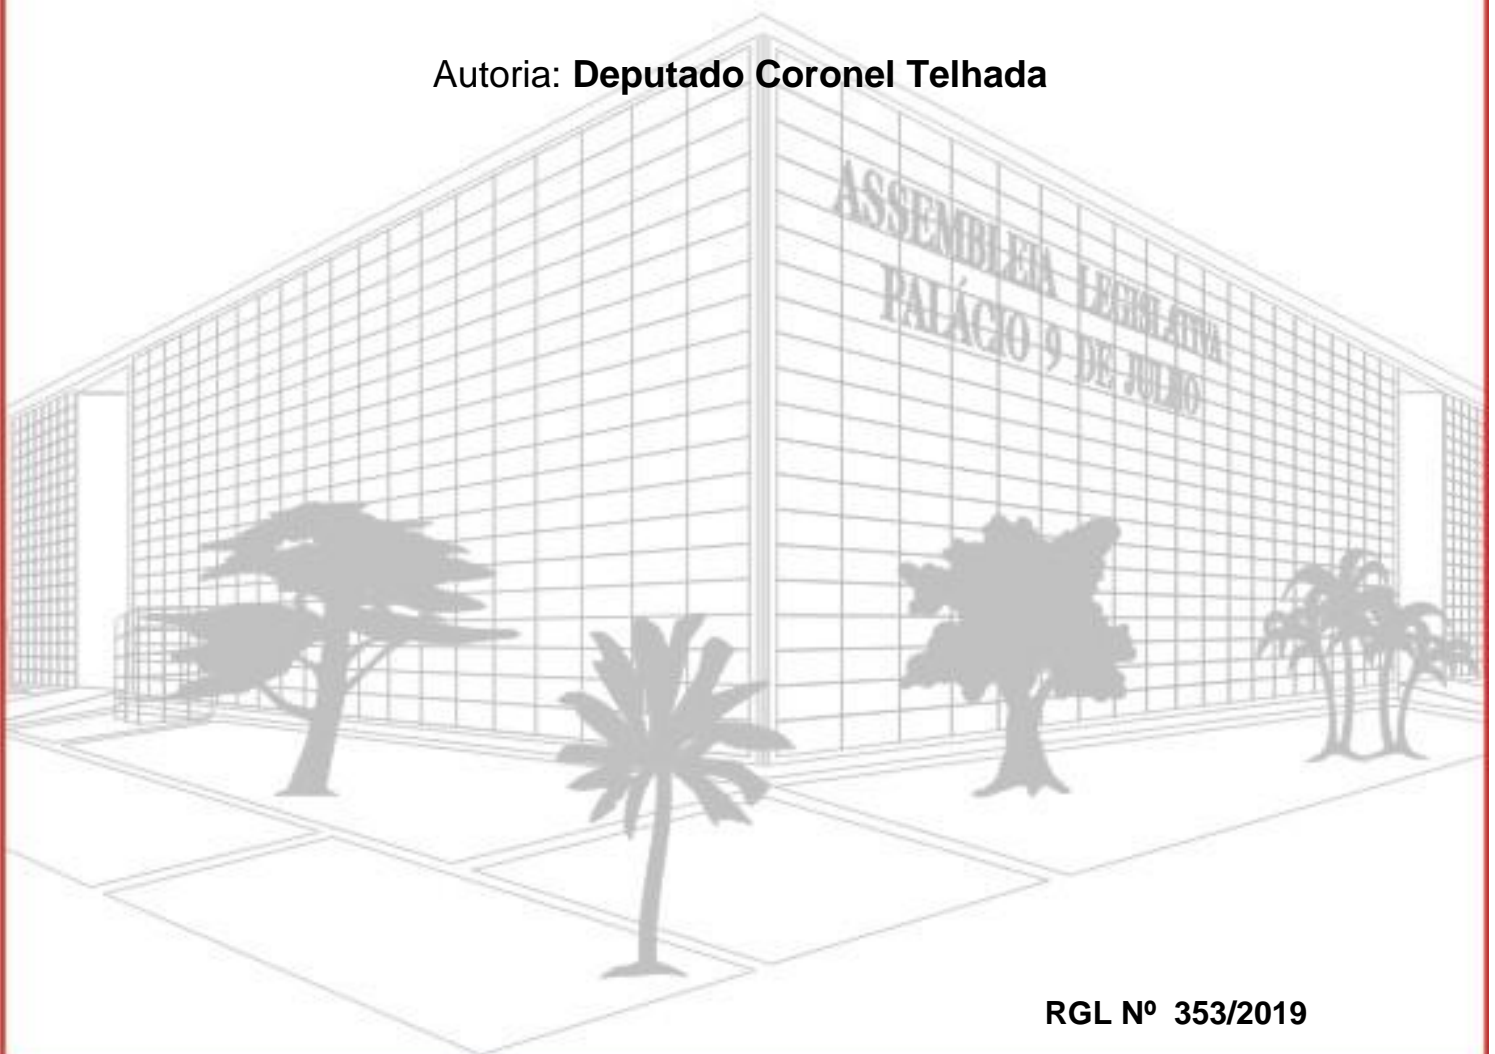 Autoria: Deputado Coronel Telhada
ASSEMBLEIA LEGISLATIVA
PALÁCIO 9 DE JULHO
RGL Nº 353/2019